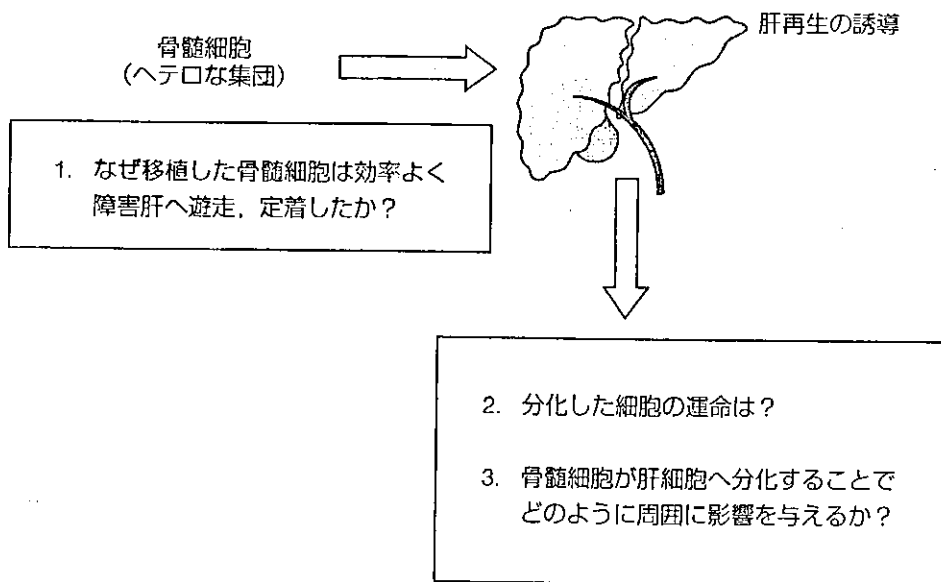 骨髄細胞
(ヘテロな集団)
肝再生の誘導
1. なぜ移植した骨髄細胞は効率よく
障害肝へ遊走，定着したか？
2. 分化した細胞の運命は？
3. 骨髄細胞が肝細胞へ分化することで
どのように周囲に影響を与えるか？